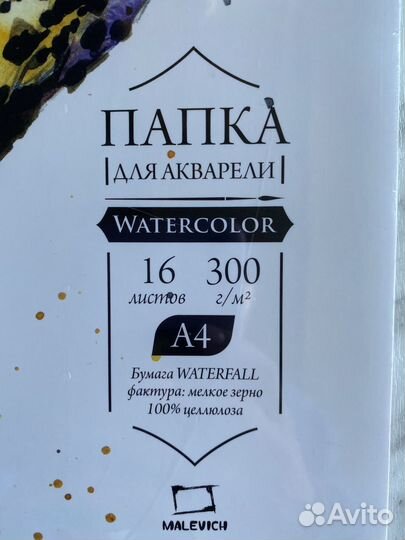 ПАПКА
ДЛЯ АКВАРЕЛИ
WATERCOLOR
16 300
листов г/м²
А4
Бумага WATERFALL
фактура: мелкое зерно
100% целлюлоза
MALEVICH
Avito